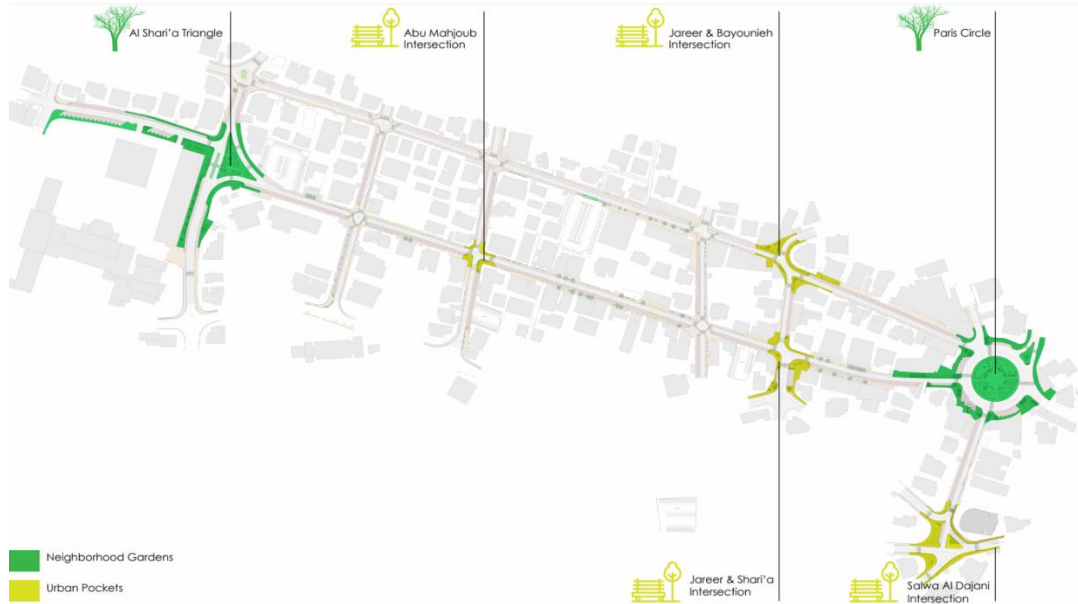 Al Shari'a Triangle
Abu Mahjoub
Intersection
Jareer & Bayounieh
Intersection
Paris Circle
Neighborhood Gardens
Urban Pockets
Jareer & Shari'a
Intersection
Salwa Al Dajani
Intersection